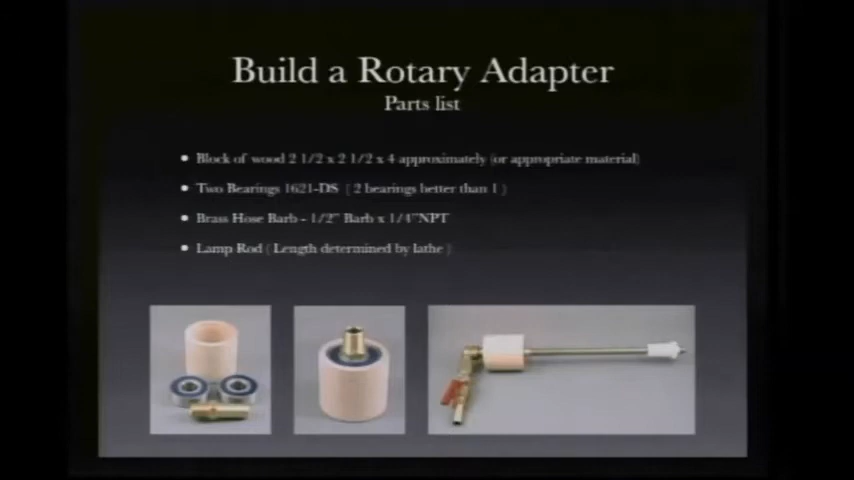 Build a Rotary Adapter
Parts list
Block of wood 2 1/2 x 2 1/2 x 4 approximately (or appropriate material)
Two Bearings 1621-DS ( 2 bearings better than 1 )
Brass Hose Barb - 1/2" Barb x 1/4"NPT
Lamp Rod ( Length determined by lathe )